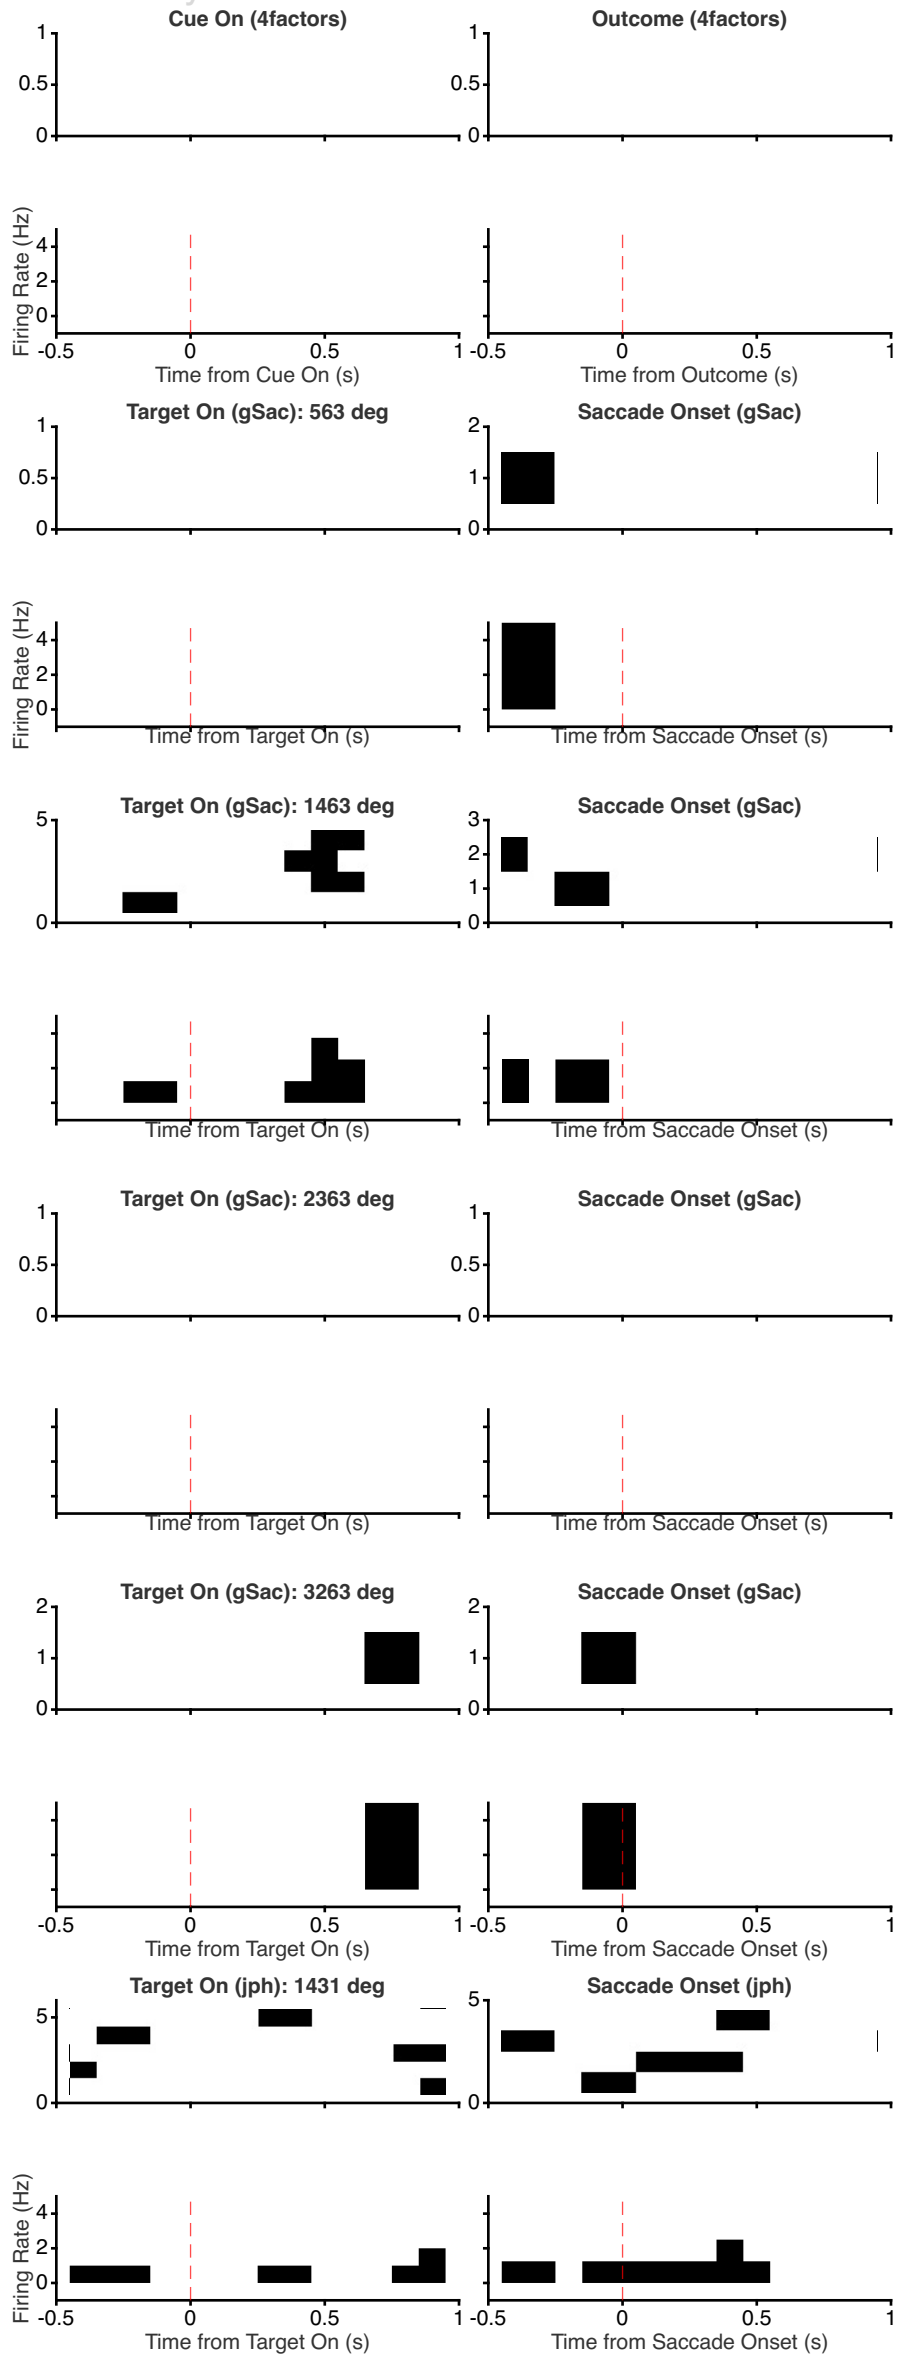 Cue On (4factors) Outcome (4factors)
1 1
0.5 0.5
0 0
Firing Rate (Hz)
4
2
0
-0.5 0 0.5 1 -0.5 0 0.5 1
Time from Cue On (s) Time from Outcome (s)
Target On (gSac): 563 deg Saccade Onset (gSac)
1 2
0.5 1
0 0
Firing Rate (Hz)
4
2
0
Time from Target On (s) Time from Saccade Onset (s)
Target On (gSac): 1463 deg Saccade Onset (gSac)
5 3
2
1
0 0
Time from Target On (s) Time from Saccade Onset (s)
Target On (gSac): 2363 deg Saccade Onset (gSac)
1 1
0.5 0.5
0 0
Time from Target On (s) Time from Saccade Onset (s)
Target On (gSac): 3263 deg Saccade Onset (gSac)
2 2
1 1
0 0
-0.5 0 0.5 1 -0.5 0 0.5 1
Time from Target On (s) Time from Saccade Onset (s)
Target On (jph): 1431 deg Saccade Onset (jph)
5 5
0 0
Firing Rate (Hz)
4
2
0
-0.5 0 0.5 1 -0.5 0 0.5 1
Time from Target On (s) Time from Saccade Onset (s)